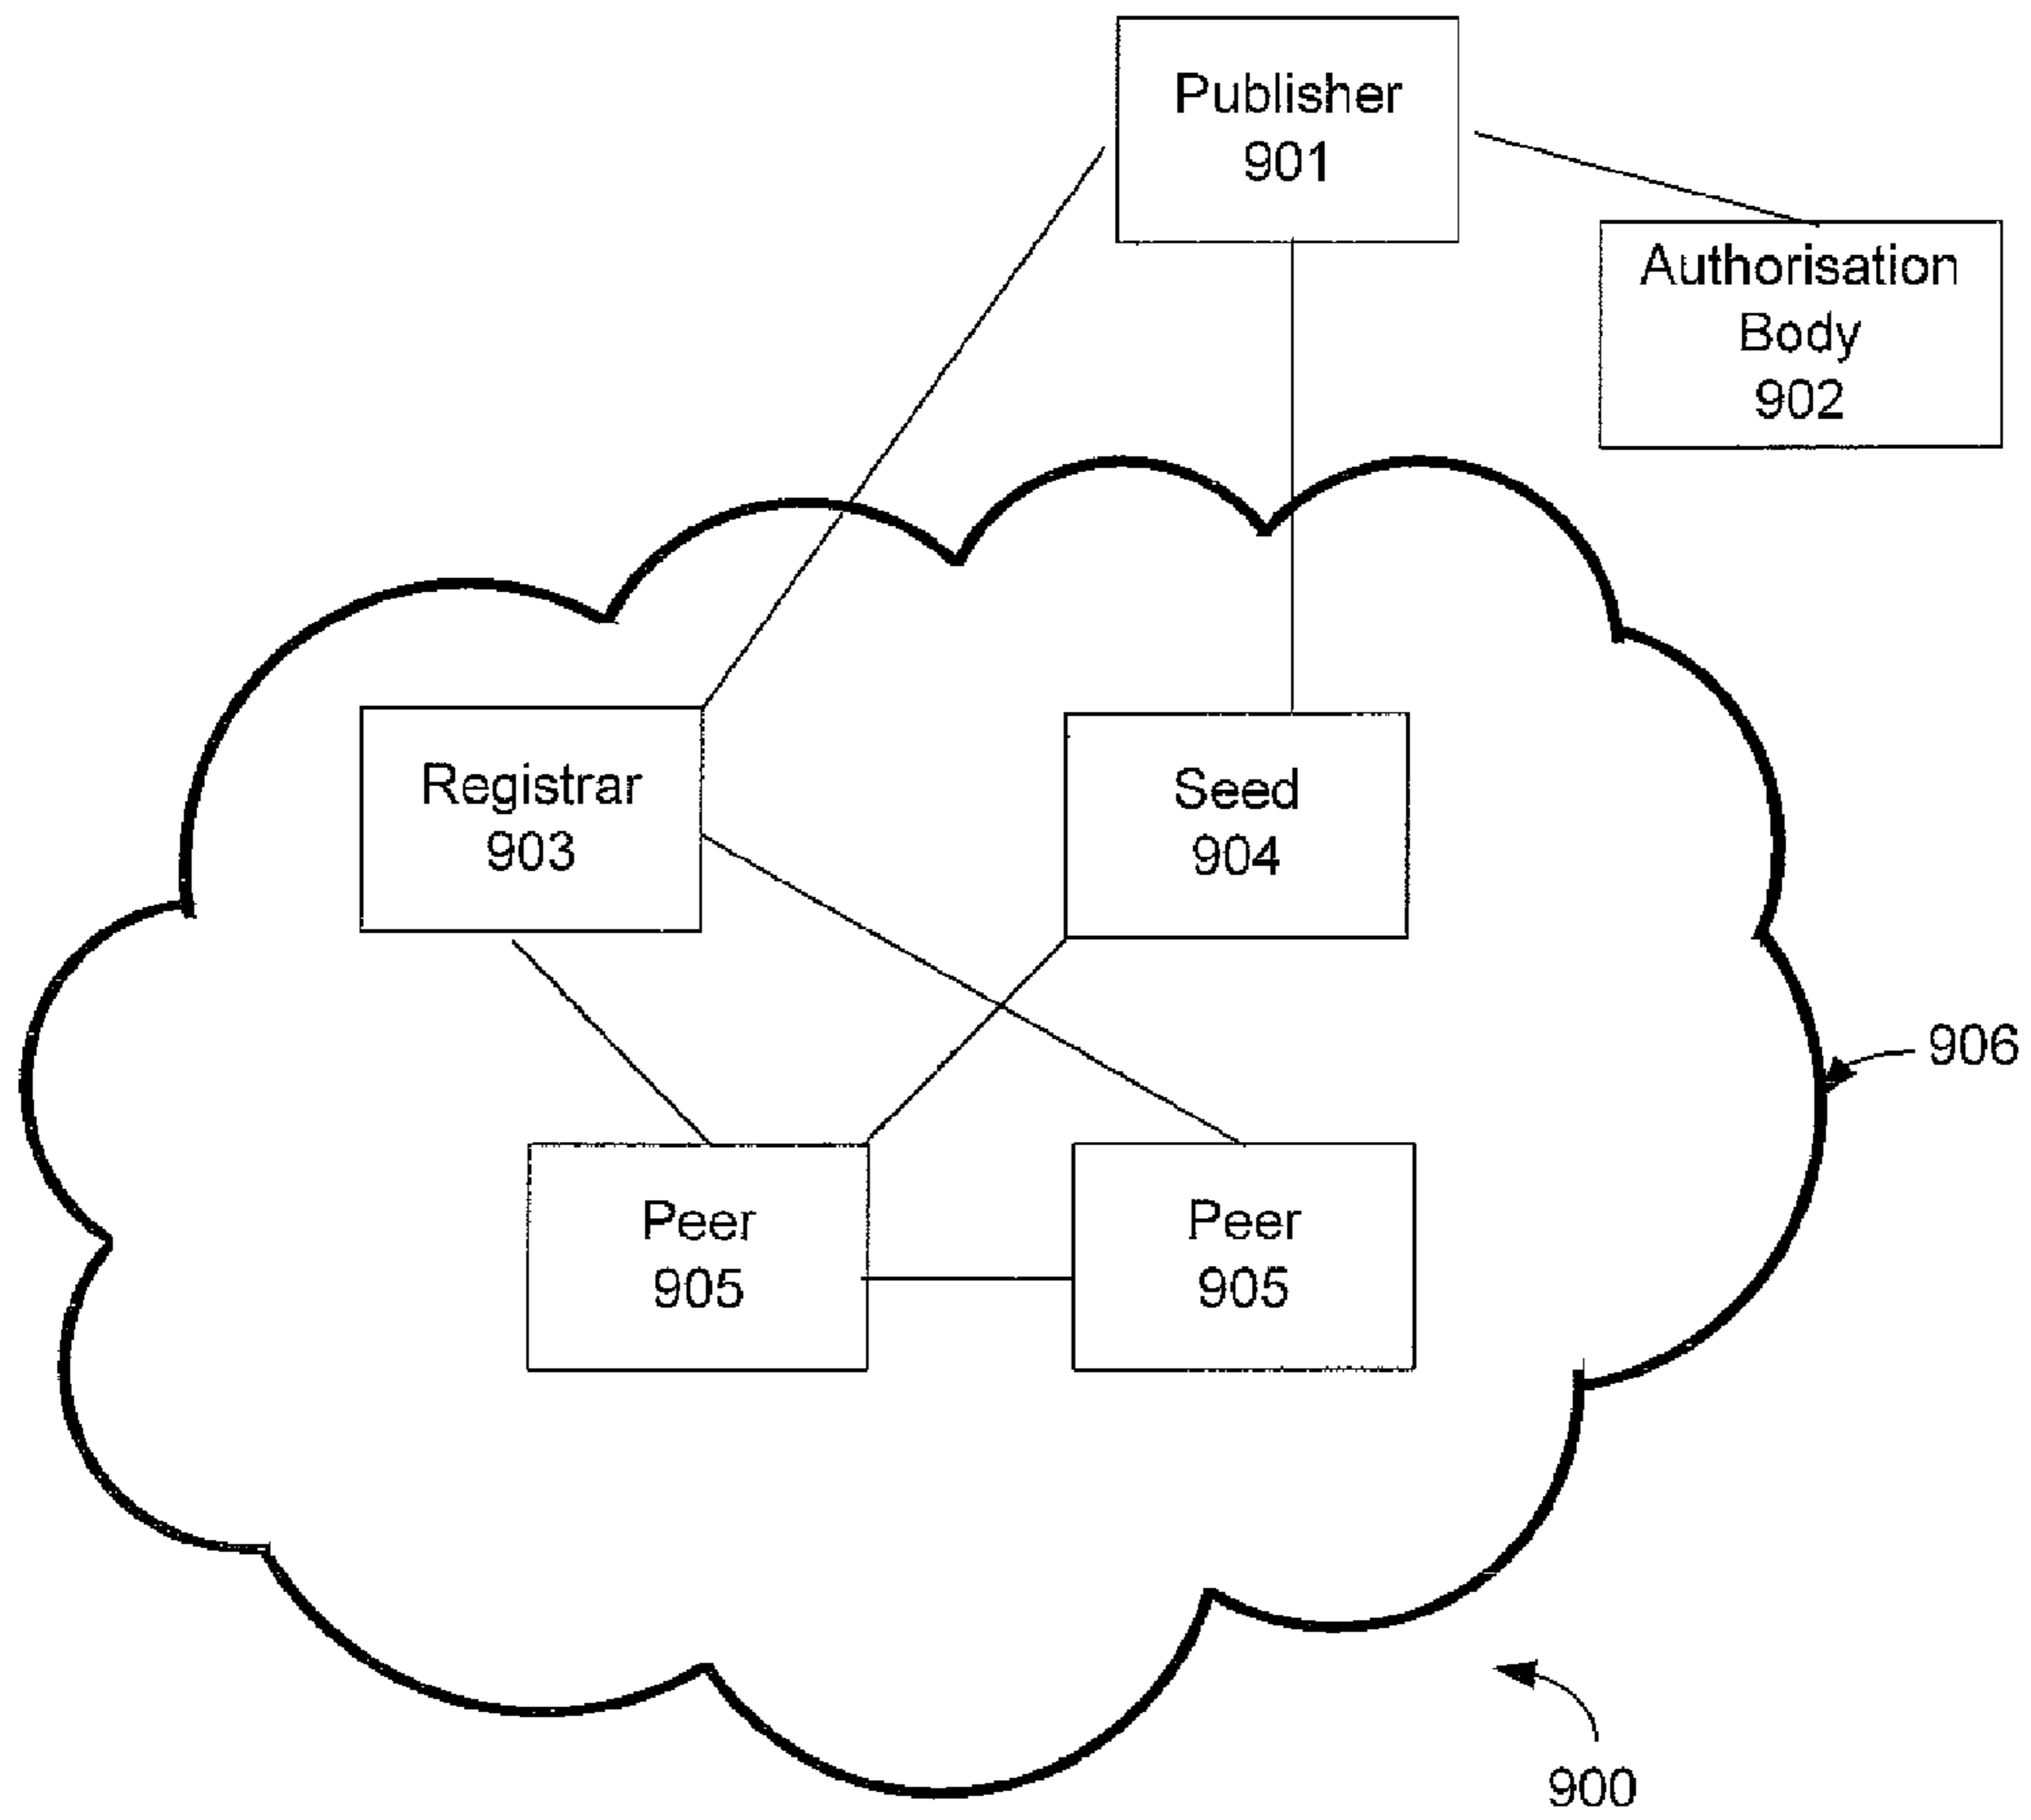 Publisher
901
Authorisation
Body
902
Registrar
903
Seed
904
906
Peer
905
Peer
905
900